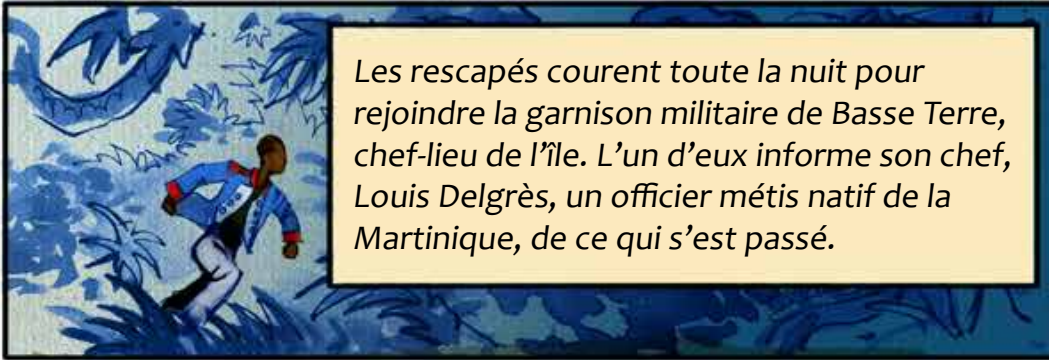 Les rescapés courent toute la nuit pour
rejoindre la garnison militaire de Basse Terre,
chef-lieu de l’île. L’un d’eux informe son chef,
Louis Delgrès, un officier métis natif de la
Martinique, de ce qui s’est passé.